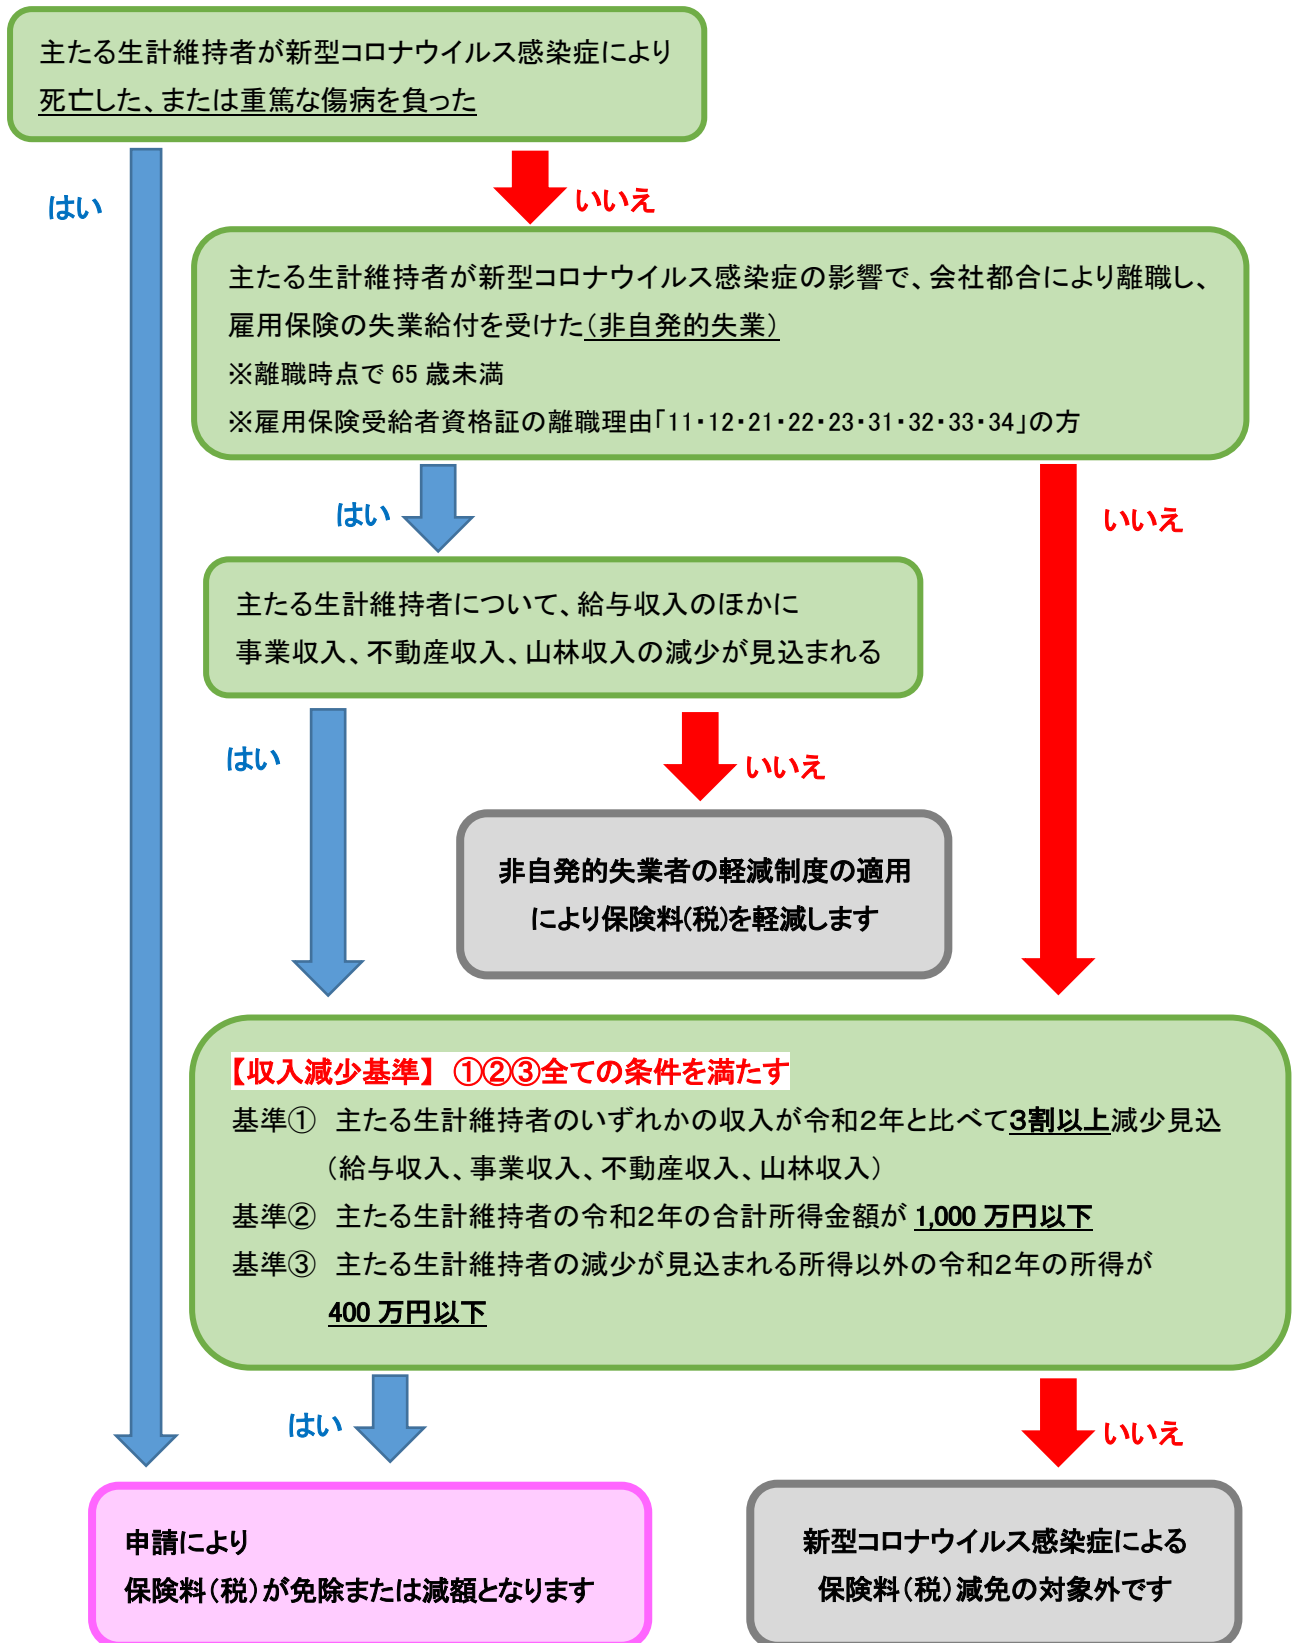 主たる生計維持者が新型コロナウイルス感染症により
死亡した、または重篤な傷病を負った
はい
いいえ
主たる生計維持者が新型コロナウイルス感染症の影響で、会社都合により離職し、
雇用保険の失業給付を受けた（非自発的失業）
※離職時点で 65 歳未満
※雇用保険受給者資格証の離職理由「11・12・21・22・23・31・32・33・34」の方
はい
いいえ
主たる生計維持者について、給与収入のほかに
事業収入、不動産収入、山林収入の減少が見込まれる
はい
いいえ
非自発的失業者の軽減制度の適用
により保険料(税)を軽減します
【収入減少基準】 ①②③全ての条件を満たす
基準① 主たる生計維持者のいずれかの収入が令和２年と比べて３割以上減少見込
（給与収入、事業収入、不動産収入、山林収入）
基準② 主たる生計維持者の令和２年の合計所得金額が 1,000 万円以下
基準③ 主たる生計維持者の減少が見込まれる所得以外の令和２年の所得が
400 万円以下
はい
いいえ
申請により
保険料（税）が免除または減額となります
新型コロナウイルス感染症による
保険料（税）減免の対象外です